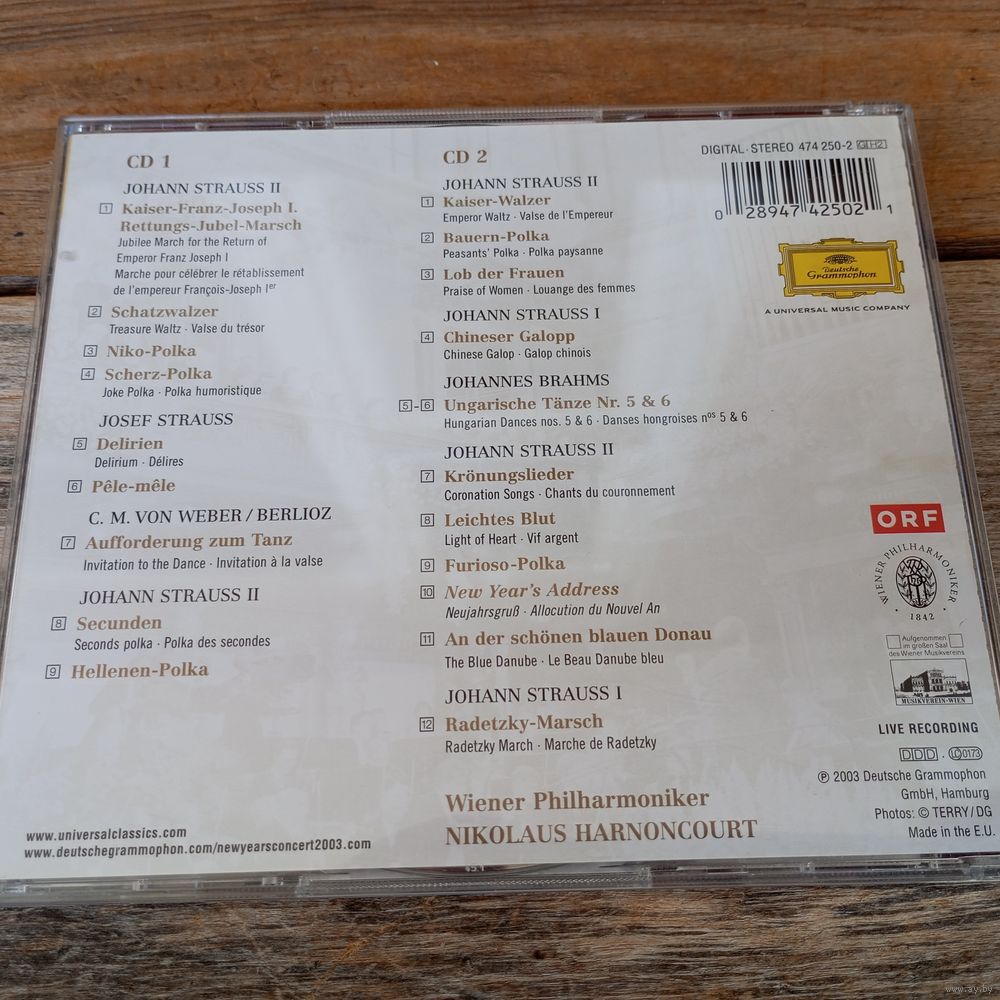 CD 1
JOHANN STRAUSS II
1 Kaiser-Franz-Joseph I.
Rettungs-Jubel-Marsch
Jubilee March for the Return of
Emperor Franz Joseph I
Marche pour célébrer le rétablissement
de l'empereur François-Joseph Ier
2 Schatzwalzer
Treasure Waltz · Valse du trésor
3 Niko-Polka
4 Scherz-Polka
Joke Polka · Polka humoristique
JOSEF STRAUSS
5 Delirien
Delirium · Délires
6 Pêle-mêle
C. M. VON WEBER / BERLIOZ
7 Aufforderung zum Tanz
Invitation to the Dance · Invitation à la valse
JOHANN STRAUSS II
8 Secunden
Seconds polka · Polka des secondes
9 Hellenen-Polka
www.universalclassics.com
www.deutschegrammophon.com/newyearsconcert2003.com
CD 2
JOHANN STRAUSS II
1 Kaiser-Walzer
Emperor Waltz · Valse de l'Empereur
2 Bauern-Polka
Peasants' Polka · Polka paysanne
3 Lob der Frauen
Praise of Women · Louange des femmes
JOHANN STRAUSS I
4 Chineser Galopp
Chinese Galop · Galop chinois
JOHANNES BRAHMS
5-6 Ungarische Tänze Nr. 5 & 6
Hungarian Dances nos. 5 & 6 · Danses hongroises nos 5 & 6
JOHANN STRAUSS II
7 Krönungslieder
Coronation Songs · Chants du couronnement
8 Leichtes Blut
Light of Heart · Vif argent
9 Furioso-Polka
10 New Year's Address
Neujahrsgruß · Allocution du Nouvel An
11 An der schönen blauen Donau
The Blue Danube · Le Beau Danube bleu
JOHANN STRAUSS I
12 Radetzky-Marsch
Radetzky March · Marche de Radetzky
Wiener Philharmoniker
NIKOLAUS HARNONCOURT
DIGITAL · STEREO 474 250-2 GH2
0 28947 42502 1
Deutsche
Grammophon
A UNIVERSAL MUSIC COMPANY
ORF
WIENER PHILHARMONIKER
· 1842 ·
Aufgenommen
im großen Saal
des Wiener Musikvereins
MUSIKVEREIN-WIEN
LIVE RECORDING
DDD · LC 0173
℗ 2003 Deutsche Grammophon
GmbH, Hamburg
Photos: © TERRY / DG
Made in the E.U.
www.ay.by